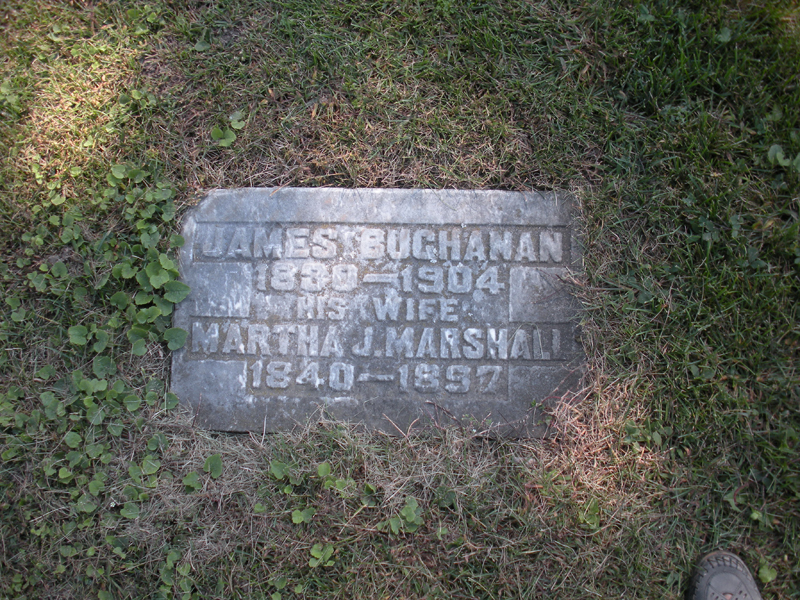 JAMES BUCHANAN
1839–1904
HIS WIFE
MARTHA J. MARSHALL
1840–1897